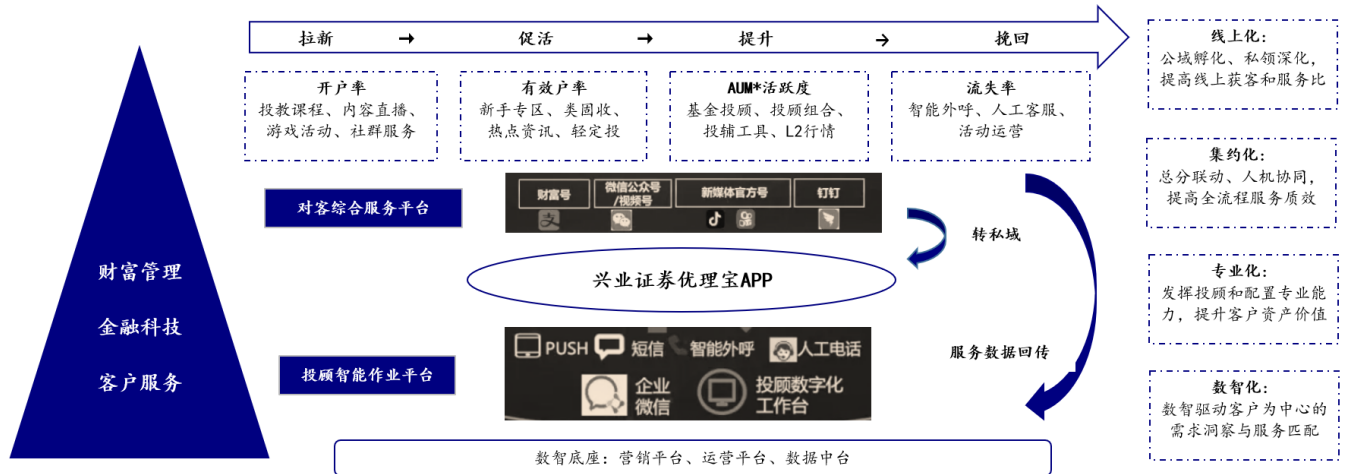 拉新 → 促活 → 提升 → 挽回
开户率
投教课程、内容直播、
游戏活动、社群服务
有效户率
新手专区、类固收、
热点资讯、轻定投
AUM*活跃度
基金投顾、投顾组合、
投辅工具、L2行情
流失率
智能外呼、人工客服、
活动运营
财富管理
金融科技
客户服务
对客综合服务平台
财富号
微信公众号
/视频号
新媒体官方号
钉钉
支
转私域
兴业证券优理宝APP
投顾智能作业平台
PUSH
短信
智能外呼
人工电话
企业
微信
投顾数字化
工作台
服务数据回传
数智底座：营销平台、运营平台、数据中台
线上化：
公域孵化、私领深化，
提高线上获客和服务比
集约化：
总分联动、人机协同，
提高全流程服务质效
专业化：
发挥投顾和配置专业能
力，提升客户资产价值
数智化：
数智驱动客户为中心的
需求洞察与服务匹配